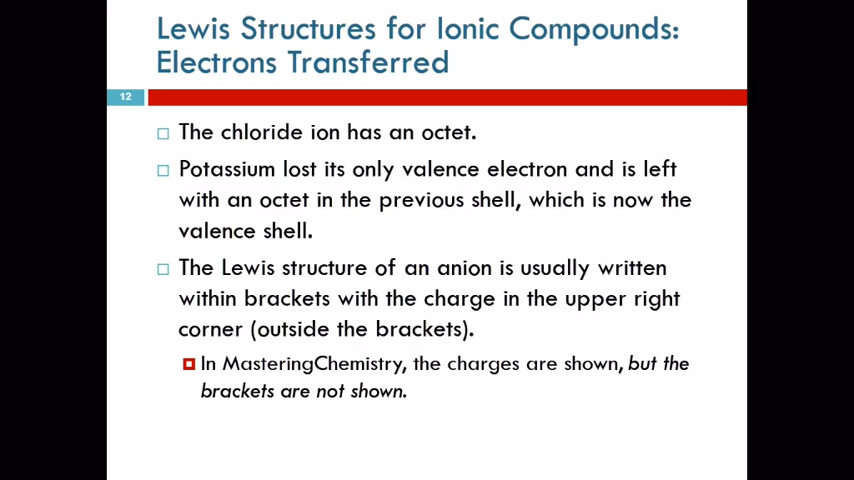 Lewis Structures for Ionic Compounds:
Electrons Transferred
12
The chloride ion has an octet.
Potassium lost its only valence electron and is left
with an octet in the previous shell, which is now the
valence shell.
The Lewis structure of an anion is usually written
within brackets with the charge in the upper right
corner (outside the brackets).
In MasteringChemistry, the charges are shown, but the
brackets are not shown.